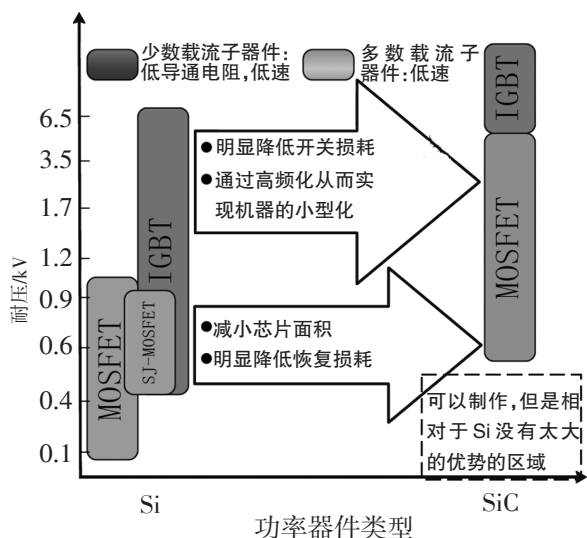 少数载流子器件:
低导通电阻,低速
多数载流子
器件:低速
耐压/kV
6.5
3.5
1.7
1.2
0.9
0.6
0.4
0.1
MOSFET
SJ-MOSFET
IGBT
●明显降低开关损耗
●通过高频化从而实
现机器的小型化
●减小芯片面积
●明显降低恢复损耗
IGBT
MOSFET
可以制作,但是相
对于Si没有太大
的优势的区域
Si
SiC
功率器件类型